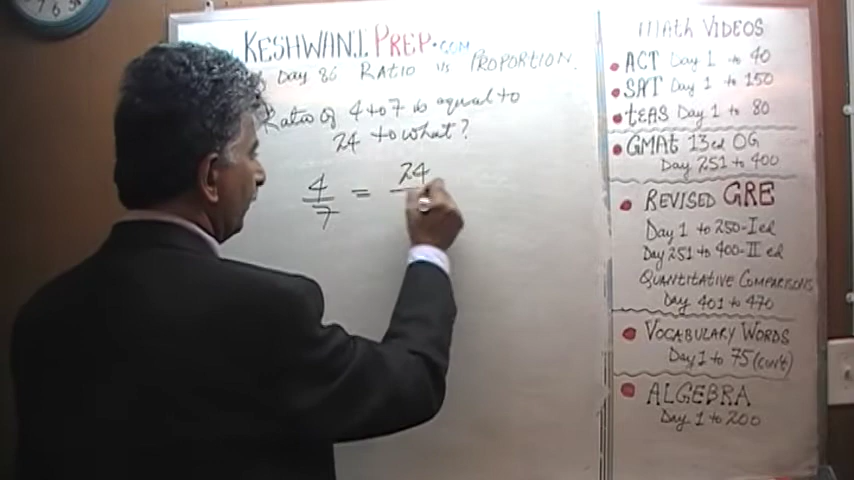 KESHWANI PREP.COM
Day 86 RATIO v/s PROPORTION
Ratio of 4 to 7 is equal to
24 to what?
4/7 = 24
Math VIDEOS
ACT Day 1 to 40
SAT Day 1 to 150
tEAS Day 1 to 80
GMAt 13 ed OG
Day 251 to 400
REVISED GRE
Day 1 to 250-I ed
Day 251 to 400-II ed
QUANTITATIVE COMPARISONS
Day 401 to 470
VOCABULARY WORDS
Day 1 to 75 (con't)
ALGEBRA
Day 1 to 200